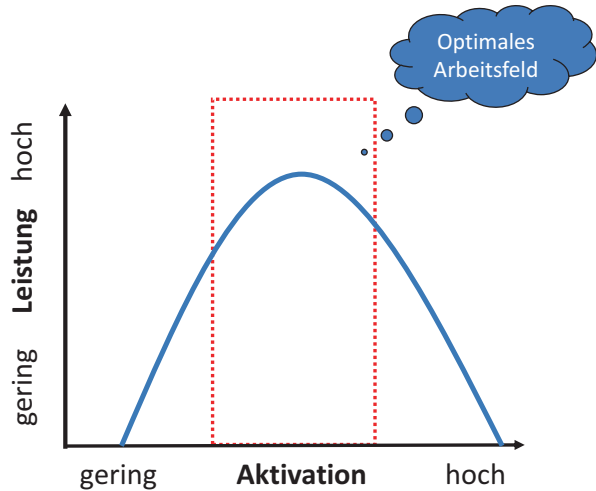 Optimales
Arbeitsfeld
hoch
Leistung
gering
gering Aktivation hoch